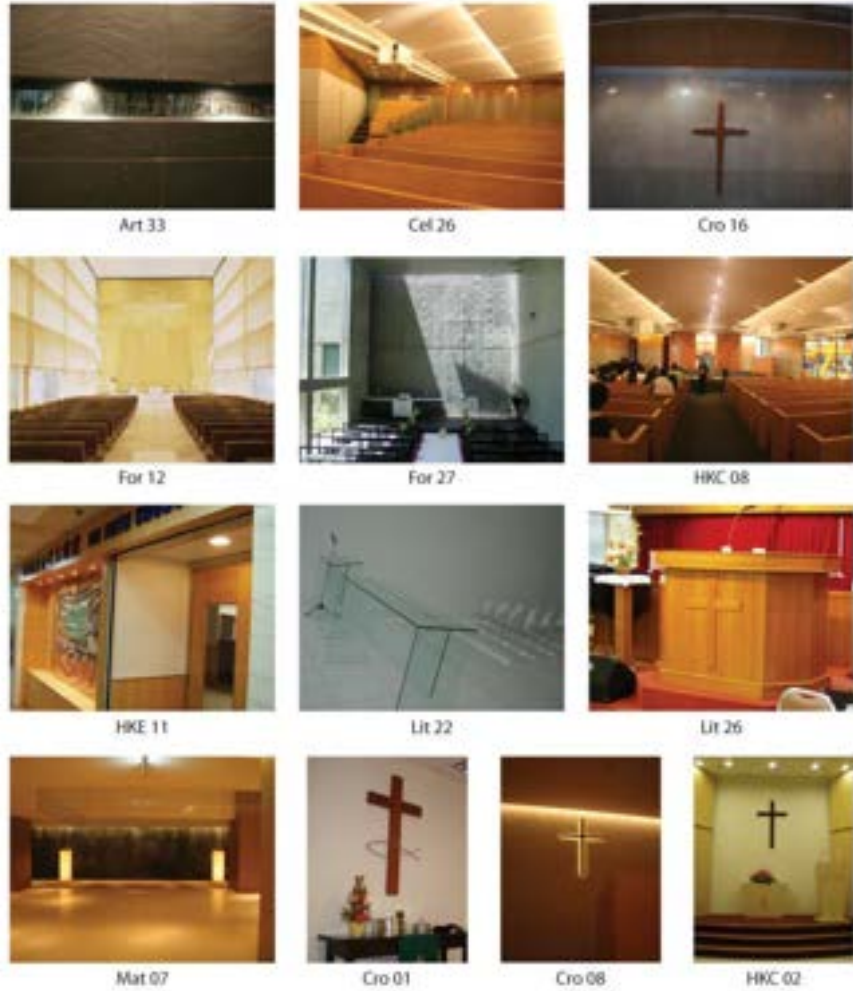 Art 33
Cel 26
Cro 16
For 12
For 27
HKC 08
HKE 11
Lit 22
Lit 26
Mat 07
Cro 01
Cro 08
HKC 02